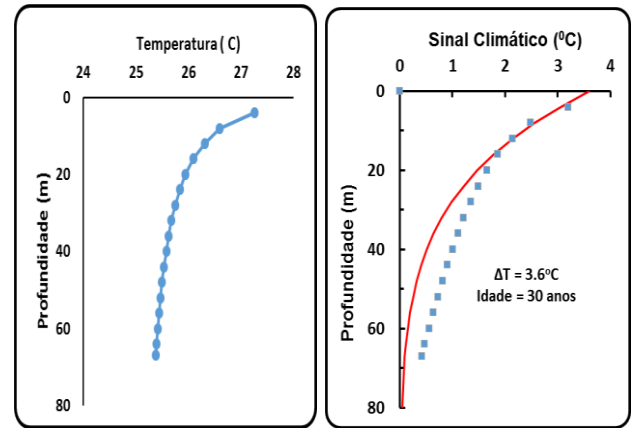 Temperatura ( C)
24 25 26 27 28
0
20
40
60
80
Profundidade (m)
Sinal Climático (⁰C)
0 1 2 3 4
0
20
40
60
80
Profundidade (m)
ΔT = 3.6ºC
Idade = 30 anos